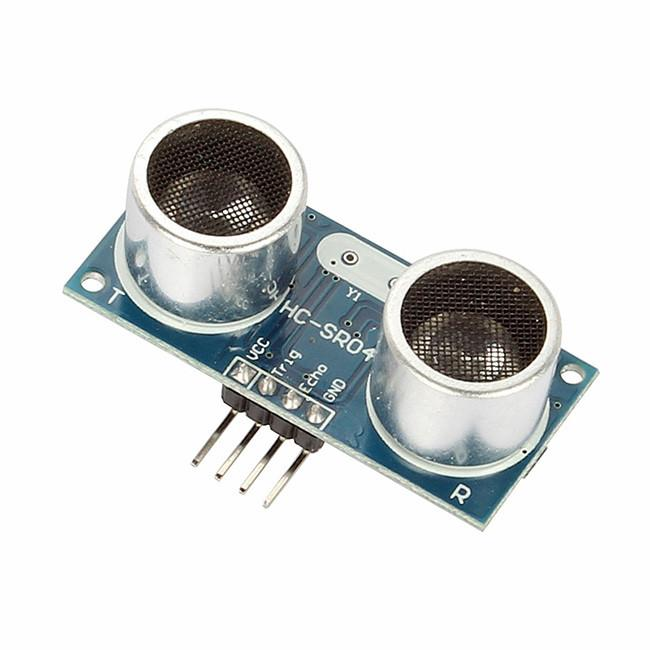 T
Y1
HC-SR04
VCC
Trig
Echo
GND
R